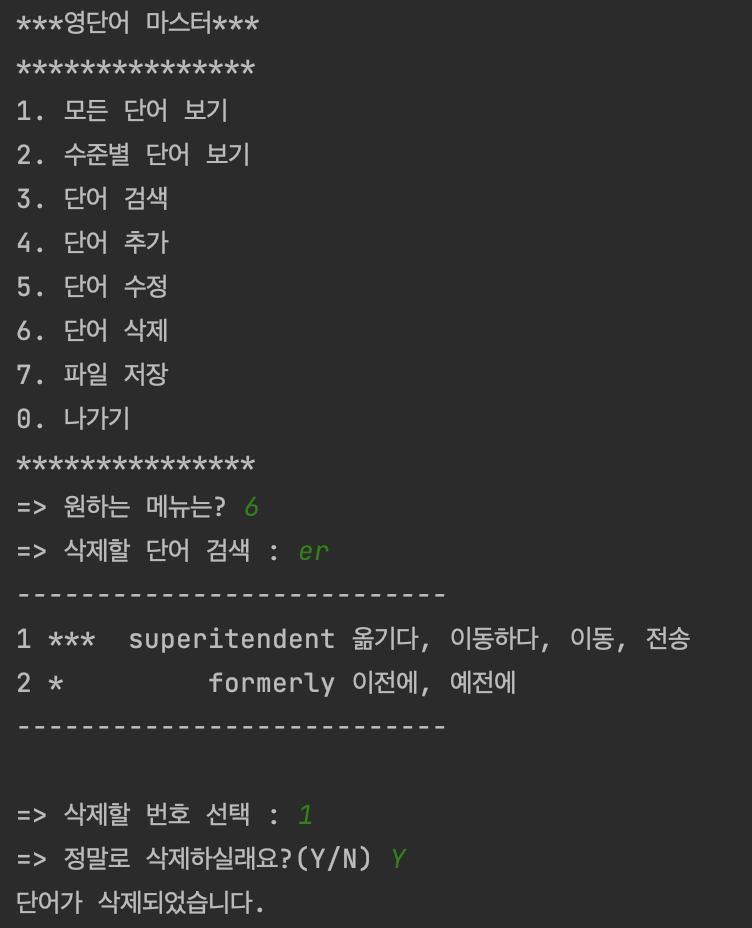 ***영단어 마스터***
***************
1. 모든 단어 보기
2. 수준별 단어 보기
3. 단어 검색
4. 단어 추가
5. 단어 수정
6. 단어 삭제
7. 파일 저장
0. 나가기
***************
=> 원하는 메뉴는? 6
=> 삭제할 단어 검색 : er
---------------------------
1 ***  superitendent 옮기다, 이동하다, 이동, 전송
2 *         formerly 이전에, 예전에
---------------------------
=> 삭제할 번호 선택 : 1
=> 정말로 삭제하실래요?(Y/N) Y
단어가 삭제되었습니다.